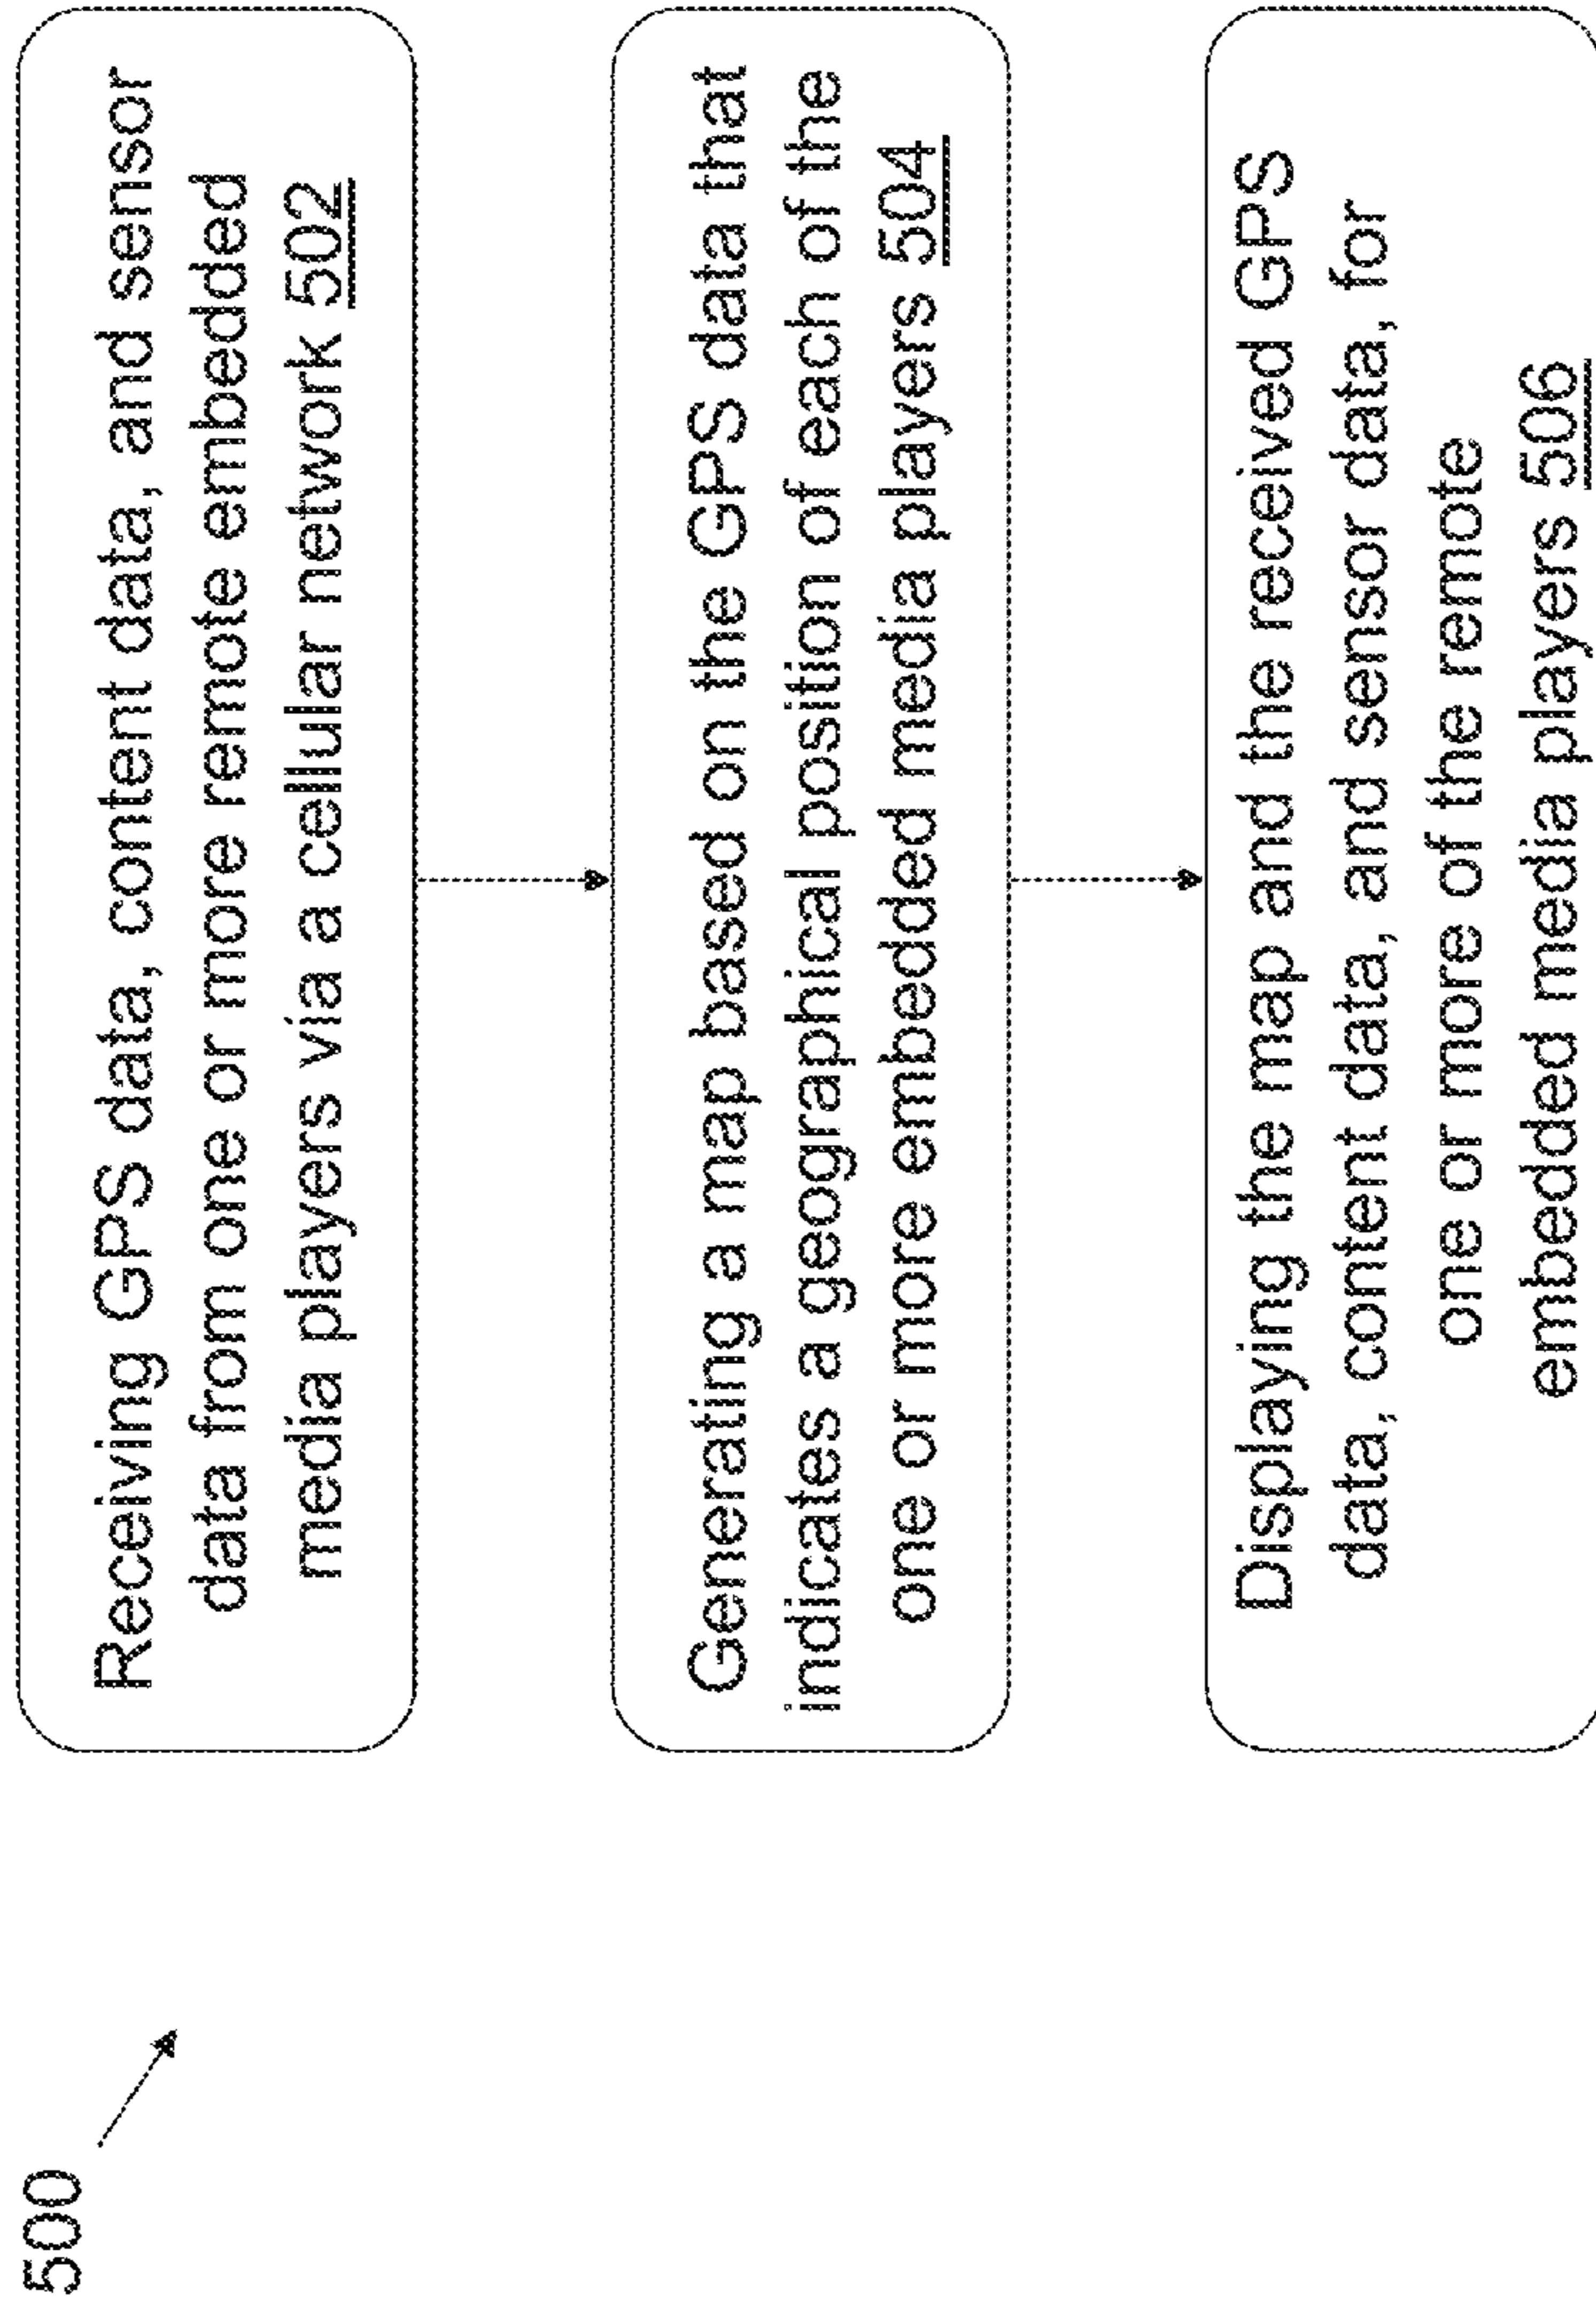 500
Receiving GPS data, content data, and sensor
data from one or more remote embedded
media players via a cellular network 502
Generating a map based on the GPS data that
indicates a geographical position of each of the
one or more embedded media players 504
Displaying the map and the received GPS
data, content data, and sensor data, for
one or more of the remote
embedded media players 506